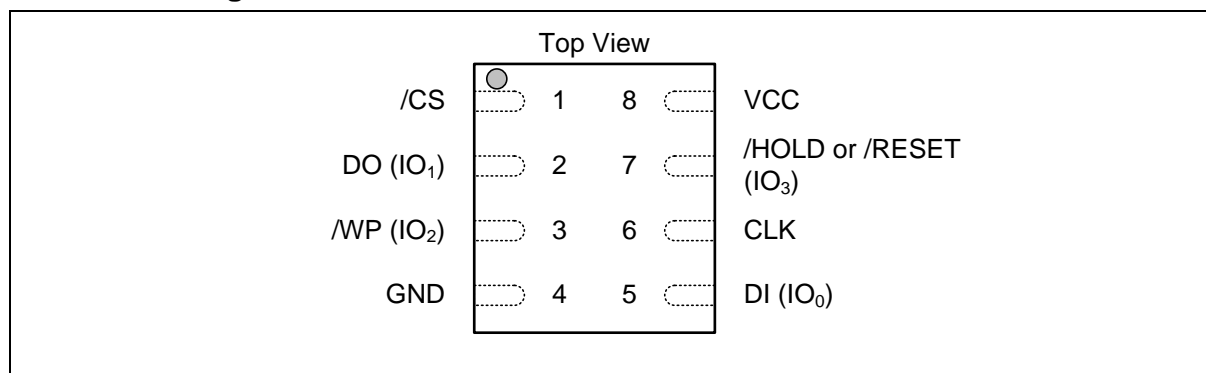 Top View
/CS 1 8 VCC
DO (IO₁) 2 7 /HOLD or /RESET
(IO₃)
/WP (IO₂) 3 6 CLK
GND 4 5 DI (IO₀)